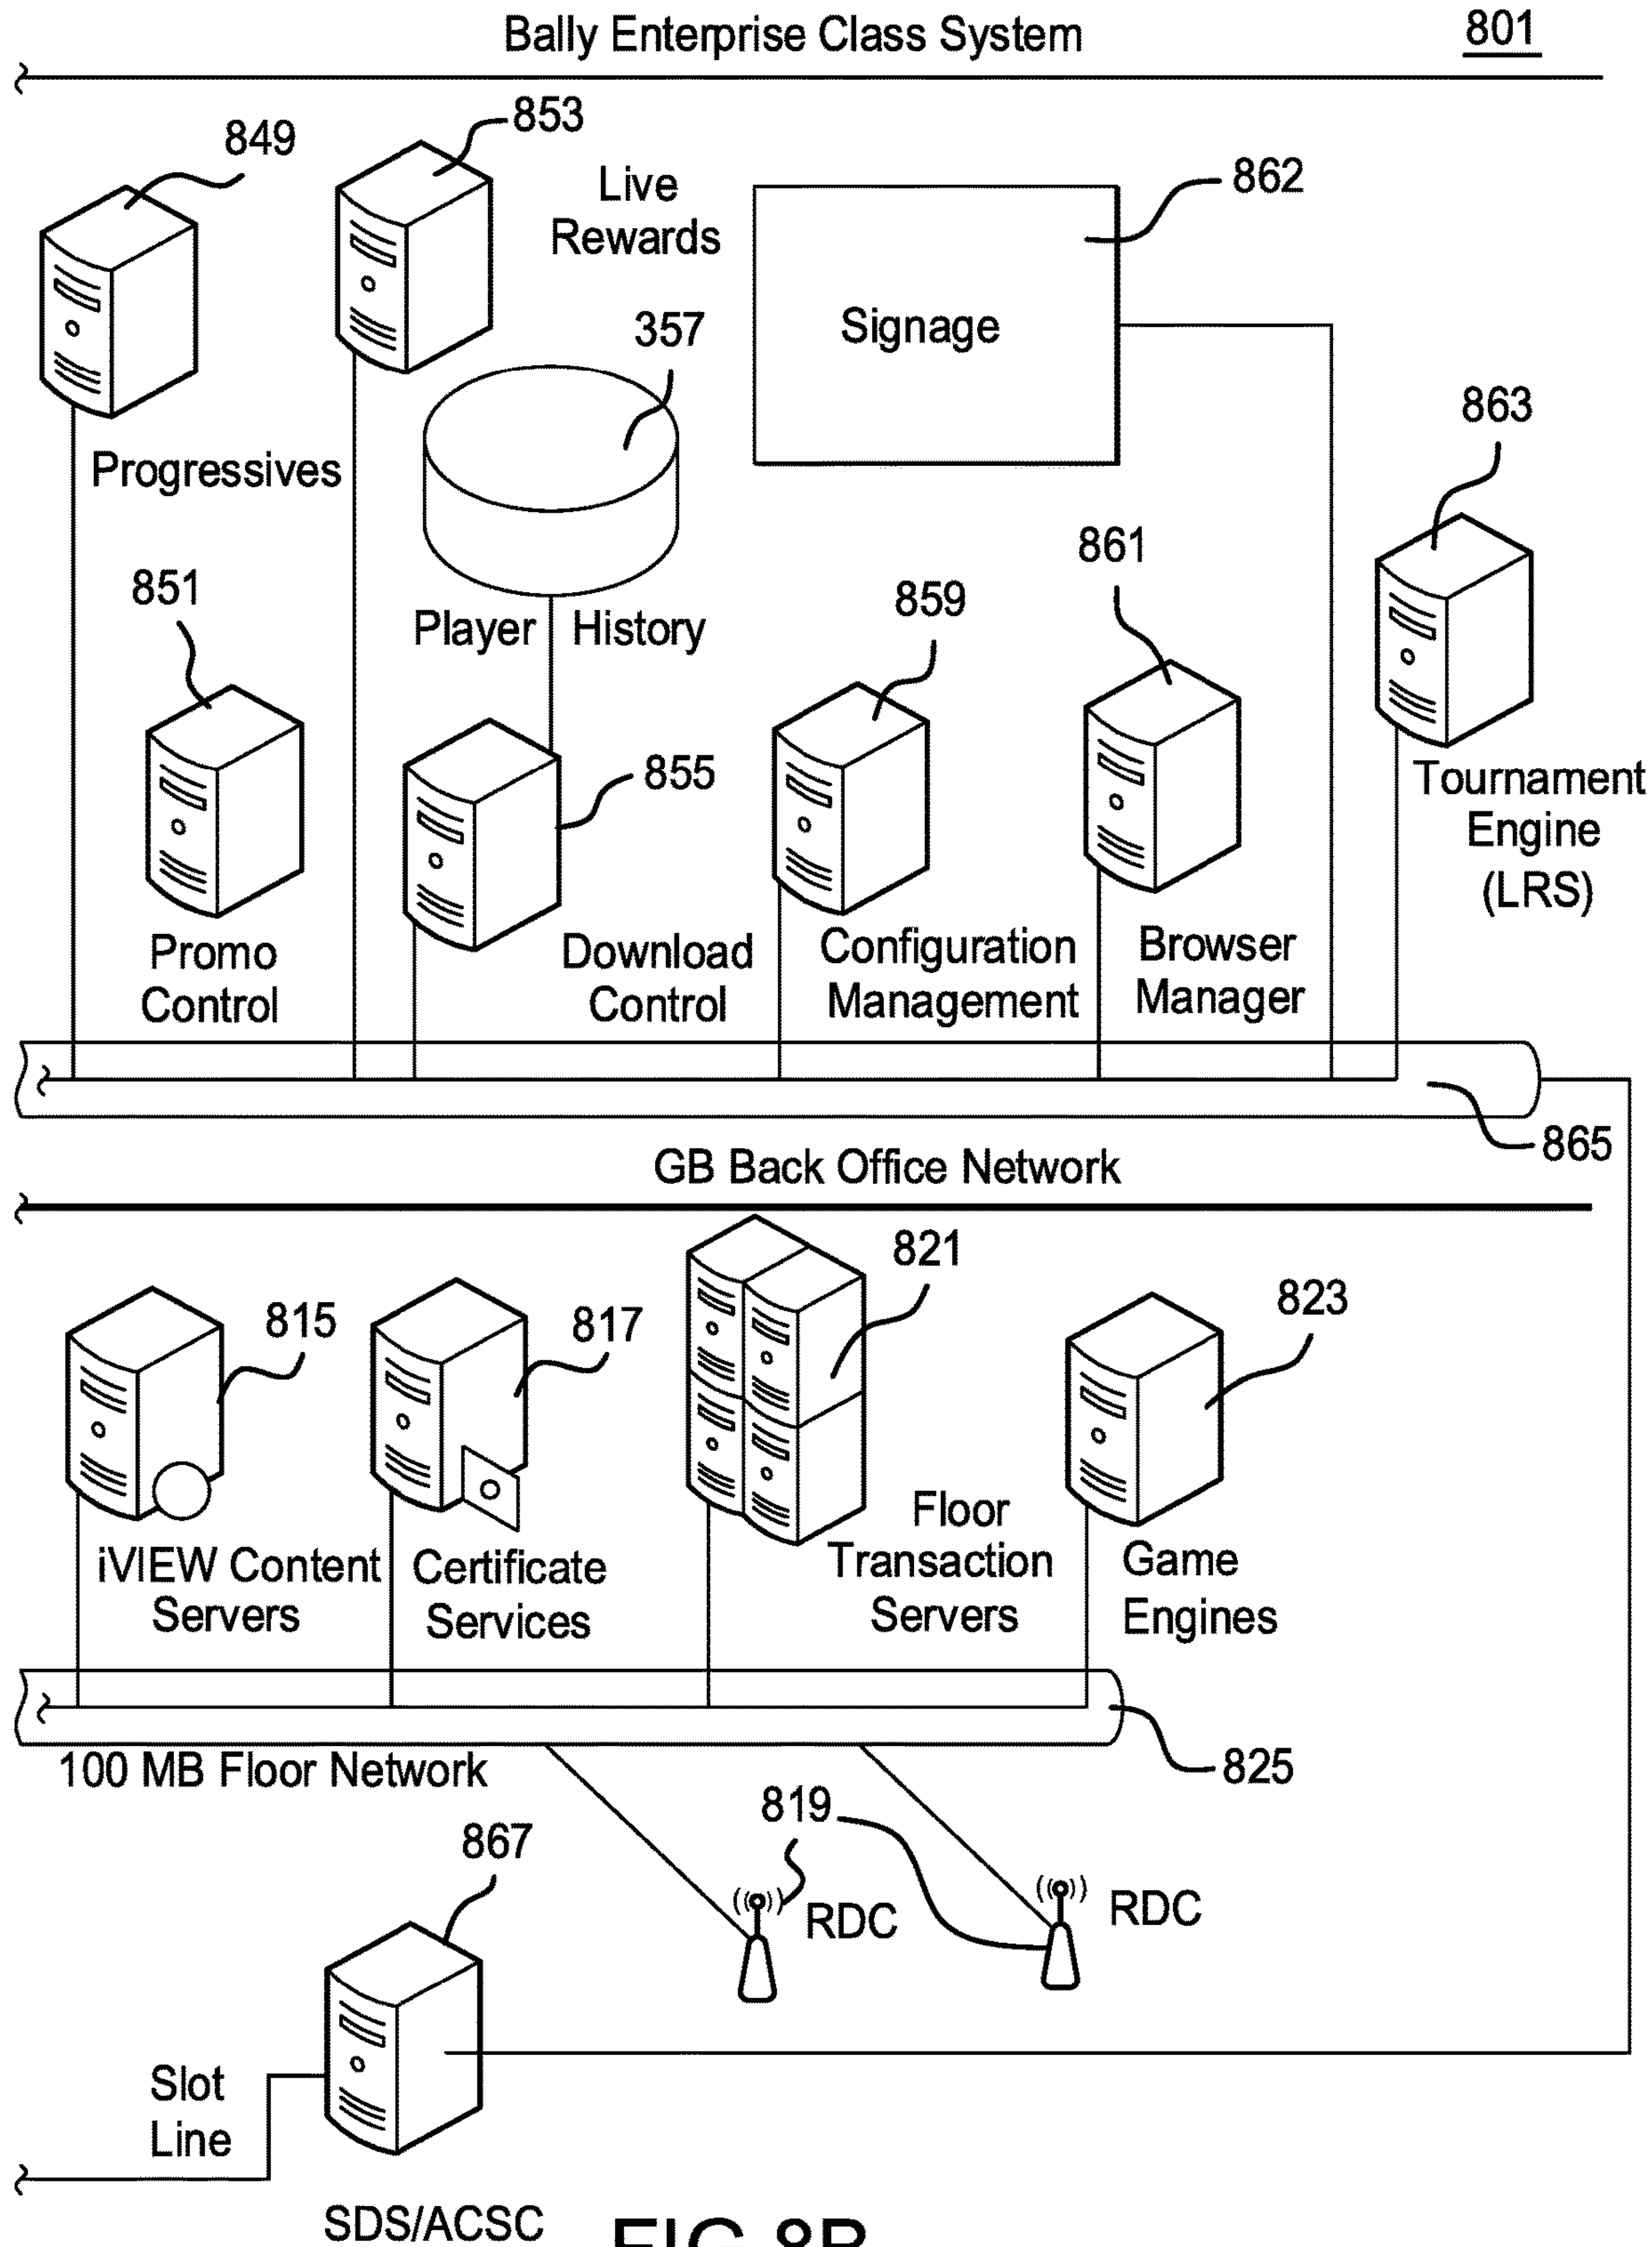 Bally Enterprise Class System
801
849
853
Live
Rewards
862
Signage
357
863
Progressives
851
Player History
859
861
855
Tournament
Engine
(LRS)
Promo
Control
Download
Control
Configuration
Management
Browser
Manager
865
GB Back Office Network
815
817
821
823
iVIEW Content
Servers
Certificate
Services
Floor
Transaction
Servers
Game
Engines
100 MB Floor Network
825
819
867
RDC
RDC
Slot
Line
SDS/ACSC
FIG 8B